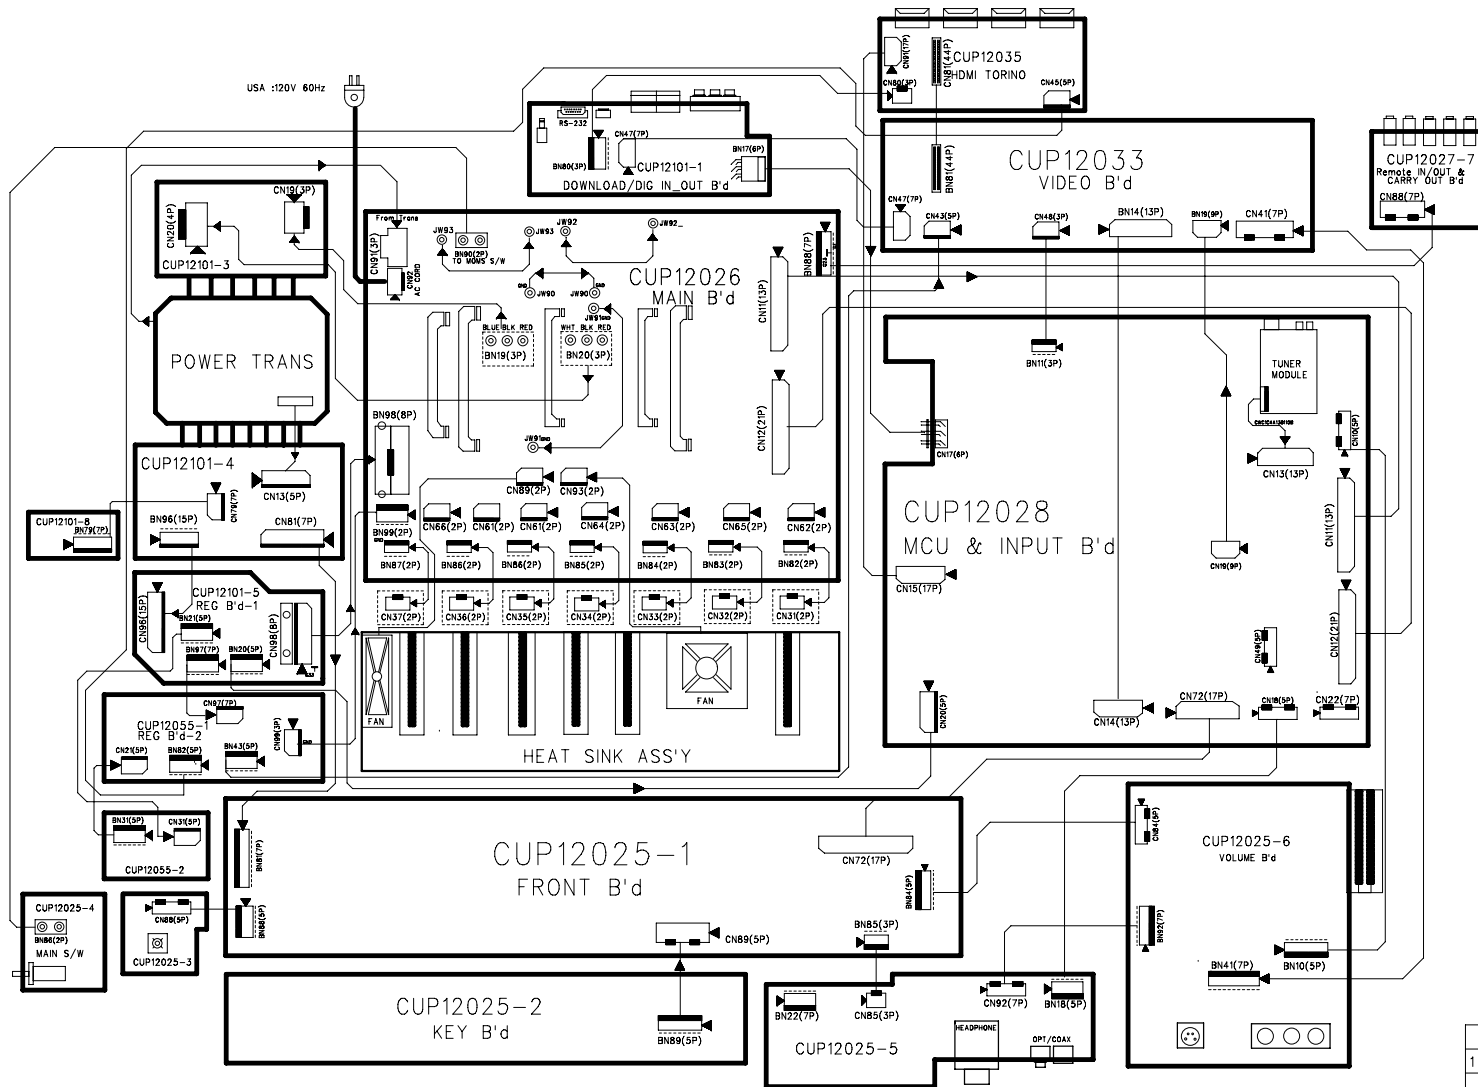 USA :120V 60Hz
CN91(17P)
CN81(44P)
CUP12035
HDMI TORINO
CN80(3P)
CN45(5P)
RS-232
CN47(7P)
BN80(3P)
CUP12101-1
BN17(6P)
DOWNLOAD/DIG IN_OUT B'd
BN81(44P)
CUP12033
VIDEO B'd
CN47(7P)
CN43(5P)
CN48(3P)
BN14(13P)
BN19(9P)
CN41(7P)
CUP12027-7
Remote IN/OUT &
CARRY OUT B'd
CN88(7P)
CN19(3P)
CN20(4P)
CUP12101-3
From Trans
CN91(3P)
CN92
AC CORD
JW93
BN90(2P)
TO MOMS S/W
JW93
JW92
JW92_
BN88(7P)
CUP12026
MAIN B'd
CN11(13P)
GND
JW90
JW90
GND
JW91GND
BLUE BLK RED
BN19(3P)
WHT BLK RED
BN20(3P)
POWER TRANS
BN98(8P)
JW91GND
CN12(21P)
BN11(3P)
TUNER
MODULE
CN10(5P)
CN17(6P)
CN13(13P)
CUP12101-4
CN13(5P)
CN79(7P)
BN96(15P)
CN81(7P)
CUP12101-8
BN79(7P)
CN89(2P)
CN93(2P)
BN99(2P)
GND
CN66(2P)
CN61(2P)
CN61(2P)
CN64(2P)
CN63(2P)
CN65(2P)
CN62(2P)
BN87(2P)
BN86(2P)
BN86(2P)
BN85(2P)
BN84(2P)
BN83(2P)
BN82(2P)
CUP12028
MCU & INPUT B'd
CN11(13P)
CN19(9P)
CN15(17P)
CN12(21P)
CN49(5P)
CUP12101-5
REG B'd-1
CN96(15P)
BN21(5P)
BN97(7P)
BN20(5P)
CN98(8P)
CN37(2P)
CN36(2P)
CN35(2P)
CN34(2P)
CN33(2P)
CN32(2P)
CN31(2P)
FAN
FAN
HEAT SINK ASS'Y
CN20(5P)
CN14(13P)
CN72(17P)
CN18(5P)
CN22(7P)
CN97(7P)
CUP12055-1
REG B'd-2
CN99(3P)
GND
CN21(5P)
BN82(5P)
BN43(5P)
BN31(5P)
CN31(5P)
CUP12055-2
BN81(7P)
CUP12025-1
FRONT B'd
CN72(17P)
BN84(5P)
CN84(5P)
CUP12025-6
VOLUME B'd
CUP12025-4
BN86(2P)
MAIN S/W
CN88(5P)
CUP12025-3
BN88(5P)
CN89(5P)
BN85(3P)
BN92(7P)
BN10(5P)
BN41(7P)
CUP12025-2
KEY B'd
BN89(5P)
BN22(7P)
CN85(3P)
CN92(7P)
BN18(5P)
CUP12025-5
HEADPHONE
OPT/COAX
1